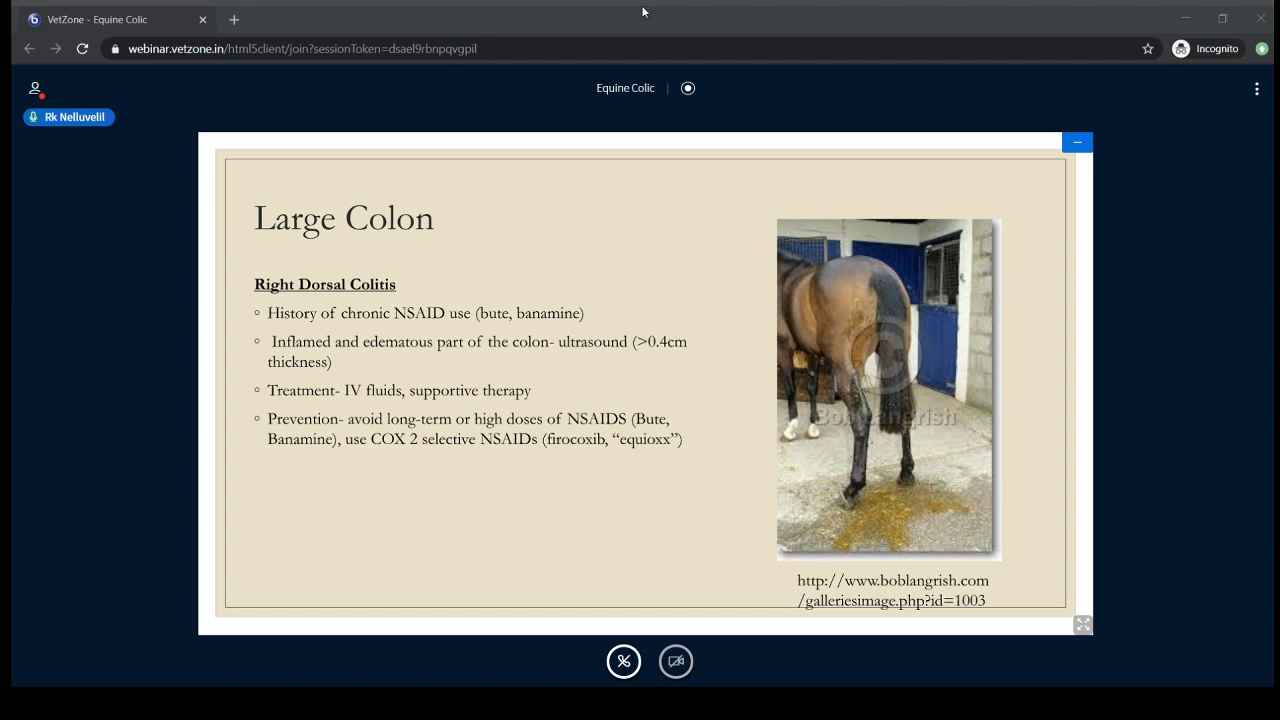 VetZone - Equine Colic
webinar.vetzone.in/html5client/join?sessionToken=dsael9rbnpqvgpil
Incognito
Equine Colic
Rk Nelluvelil
Large Colon
Right Dorsal Colitis
◦ History of chronic NSAID use (bute, banamine)
◦ Inflamed and edematous part of the colon- ultrasound (>0.4cm
thickness)
◦ Treatment- IV fluids, supportive therapy
◦ Prevention- avoid long-term or high doses of NSAIDS (Bute,
Banamine), use COX 2 selective NSAIDs (firocoxib, “equioxx”)
©
Bob Langrish
http://www.boblangrish.com
/galleriesimage.php?id=1003